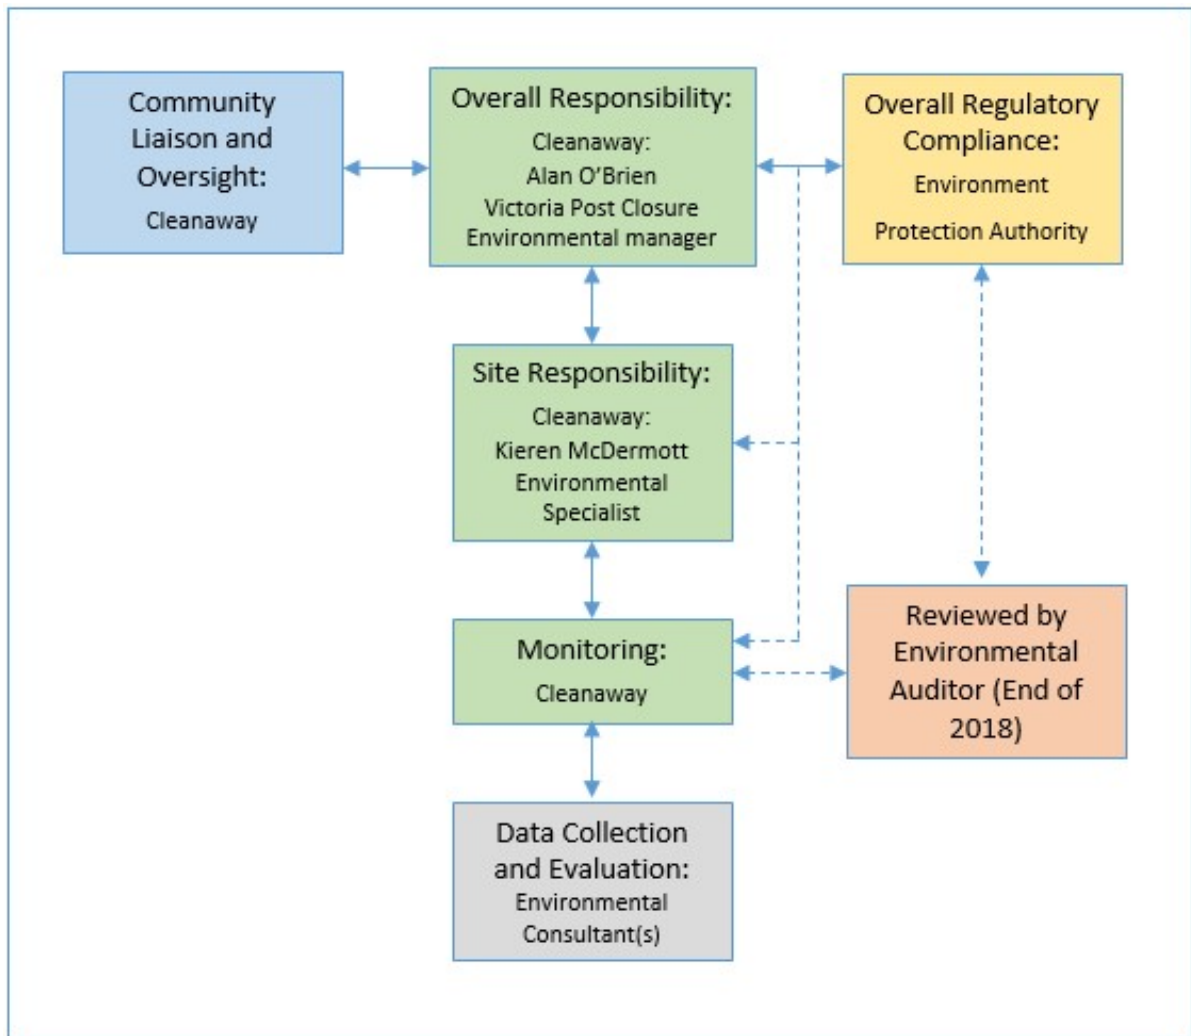 Community
Liaison and
Oversight:
Cleanaway
Overall Responsibility:
Cleanaway:
Alan O’Brien
Victoria Post Closure
Environmental manager
Overall Regulatory
Compliance:
Environment
Protection Authority
Site Responsibility:
Cleanaway:
Kieren McDermott
Environmental
Specialist
Monitoring:
Cleanaway
Reviewed by
Environmental
Auditor (End of
2018)
Data Collection
and Evaluation:
Environmental
Consultant(s)